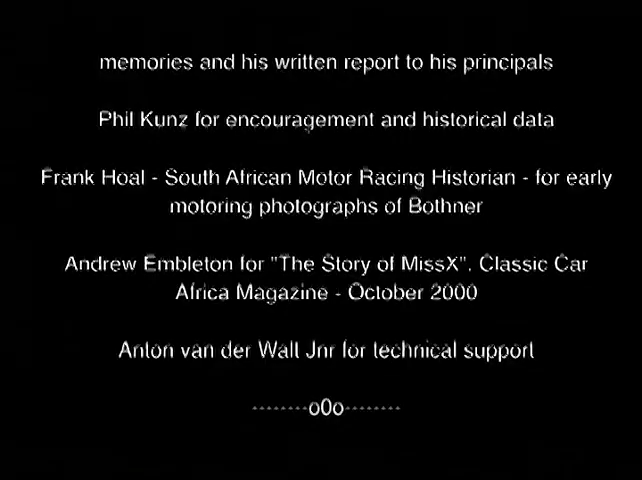 memories and his written report to his principals
Phil Kunz for encouragement and historical data
Frank Hoal - South African Motor Racing Historian - for early
motoring photographs of Bothner
Andrew Embleton for "The Story of MissX". Classic Car
Africa Magazine - October 2000
Anton van der Walt Jnr for technical support
--------o0o--------